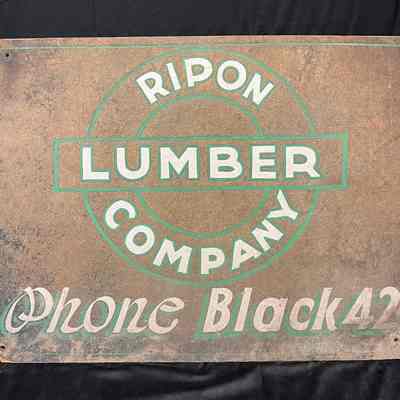 RIPON
LUMBER
COMPANY
Phone Black 42